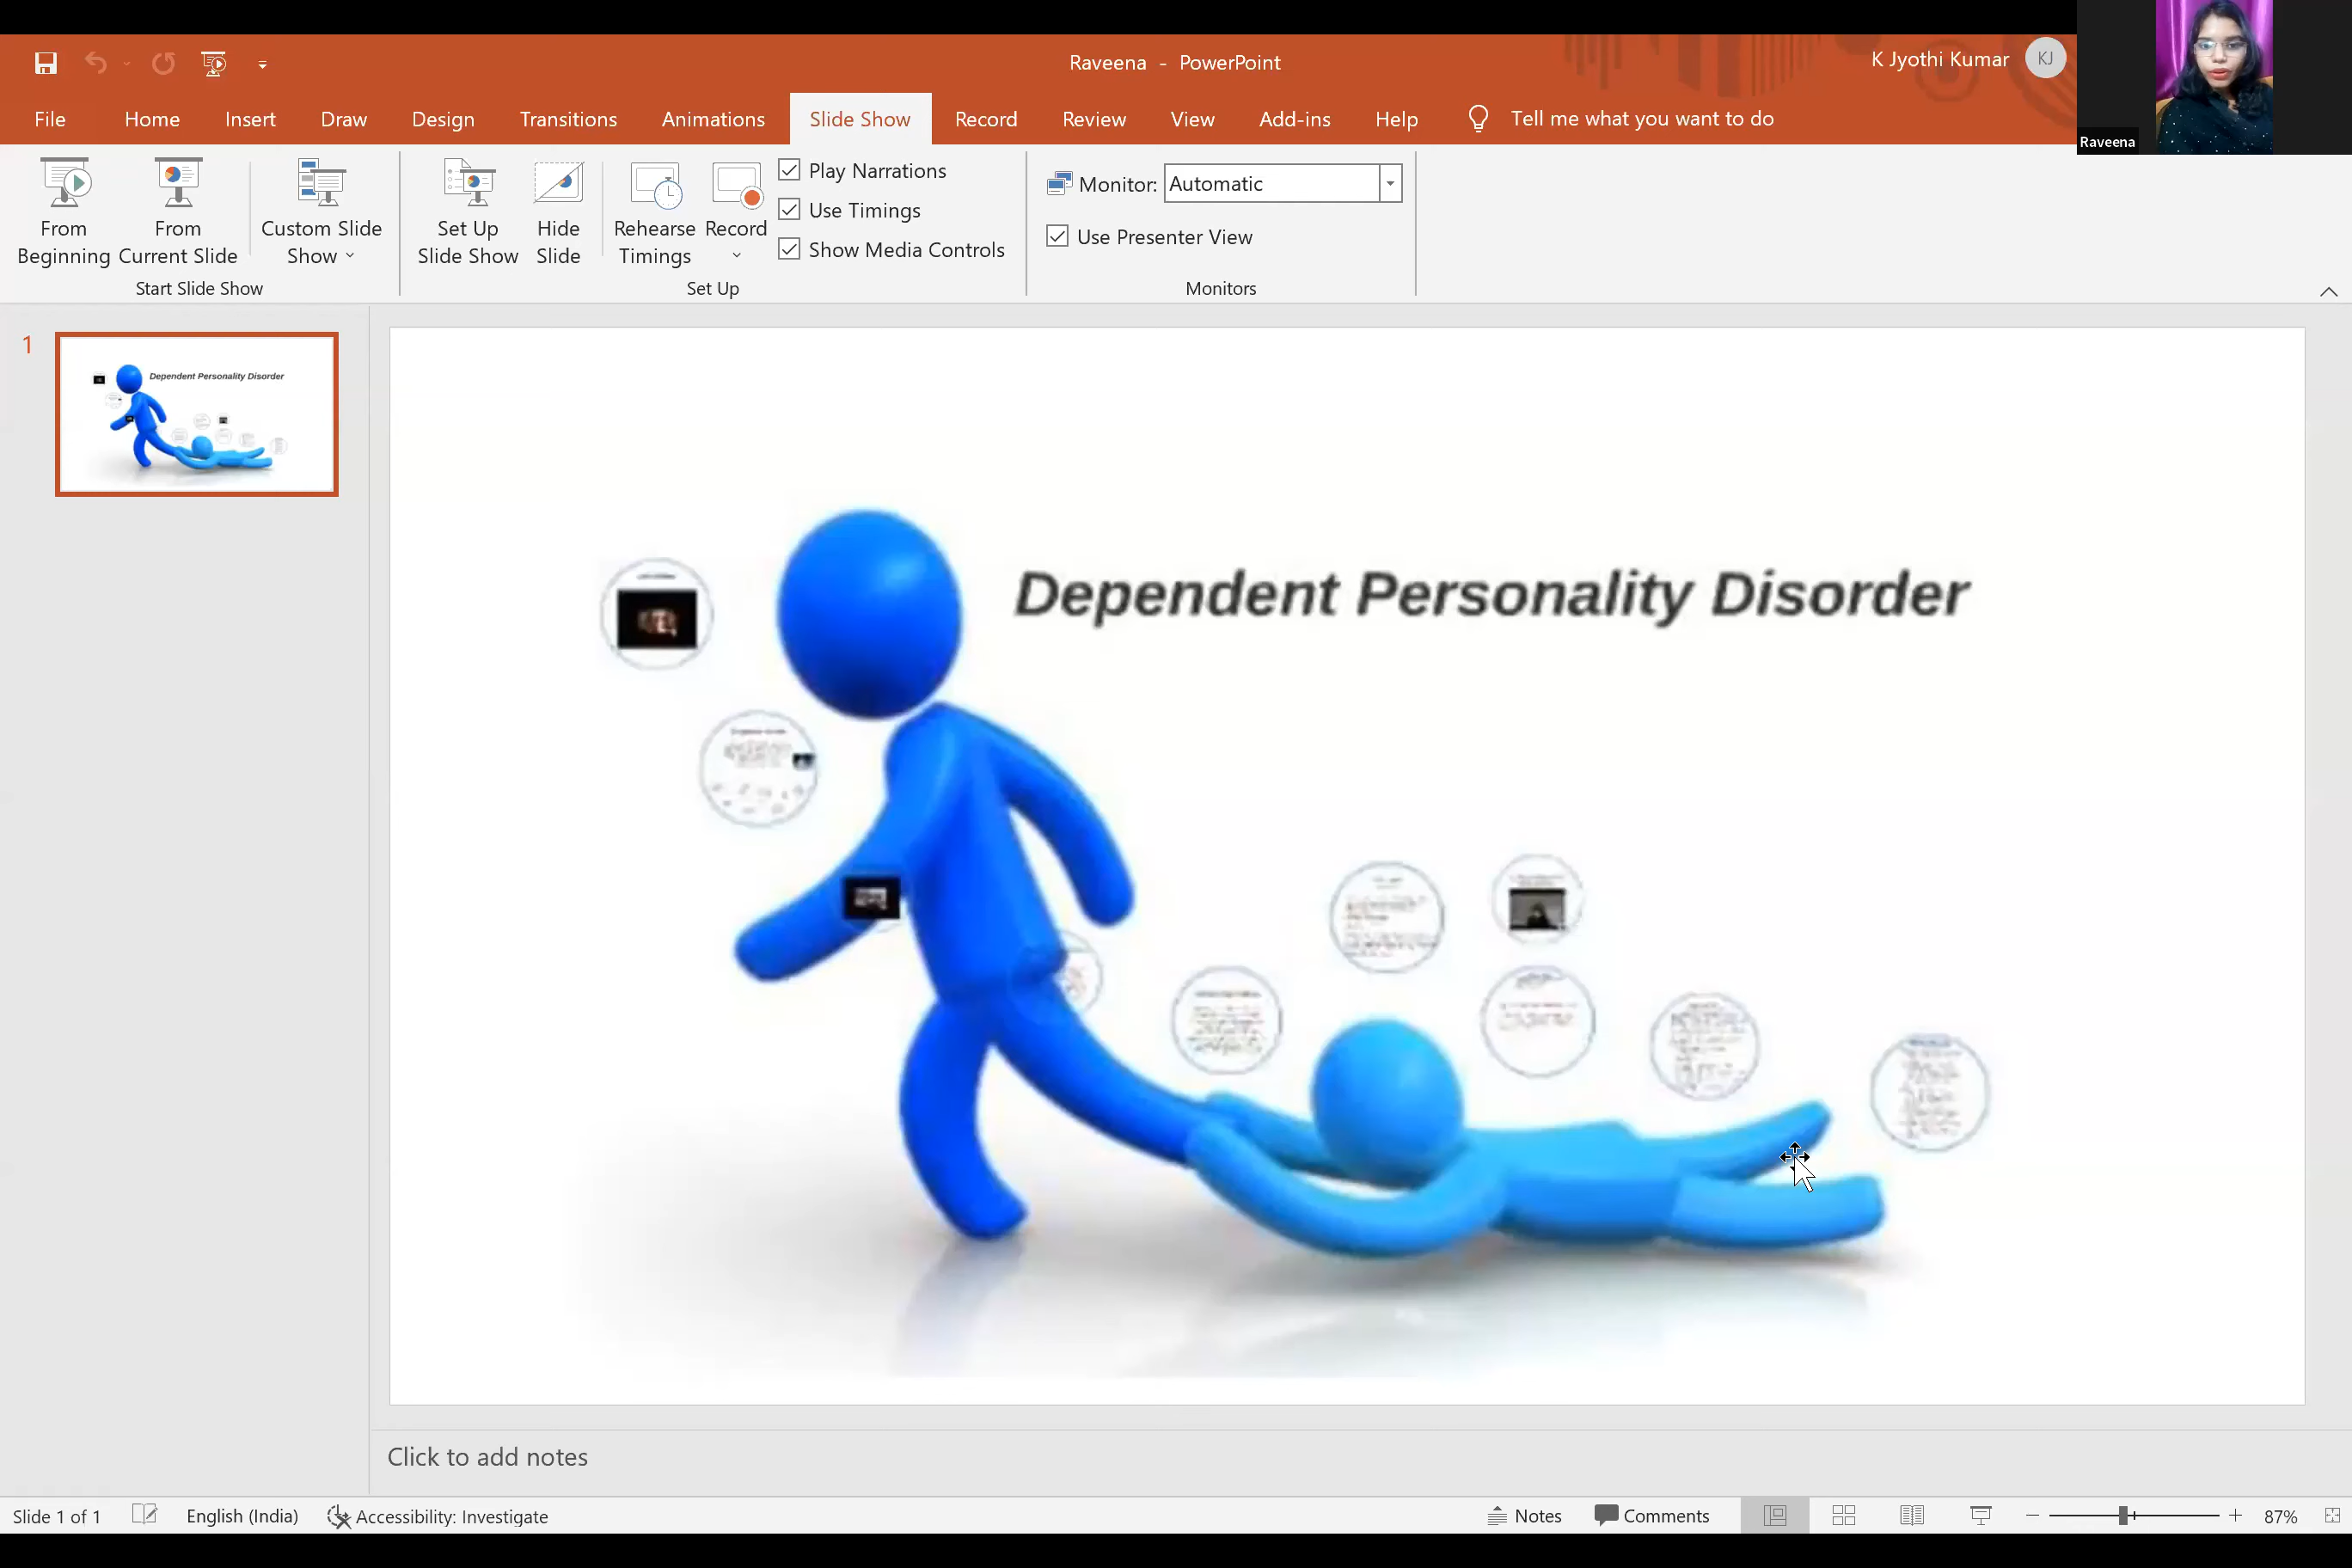 Raveena - PowerPoint
K Jyothi Kumar
KJ
Raveena
File
Home
Insert
Draw
Design
Transitions
Animations
Slide Show
Record
Review
View
Add-ins
Help
Tell me what you want to do
From
Beginning
From
Current Slide
Custom Slide
Show
Start Slide Show
Set Up
Slide Show
Hide
Slide
Rehearse
Timings
Record
Play Narrations
Use Timings
Show Media Controls
Set Up
Monitor:
Automatic
Use Presenter View
Monitors
1
Dependent Personality Disorder
Dependent Personality Disorder
Click to add notes
Slide 1 of 1
English (India)
Accessibility: Investigate
Notes
Comments
87%